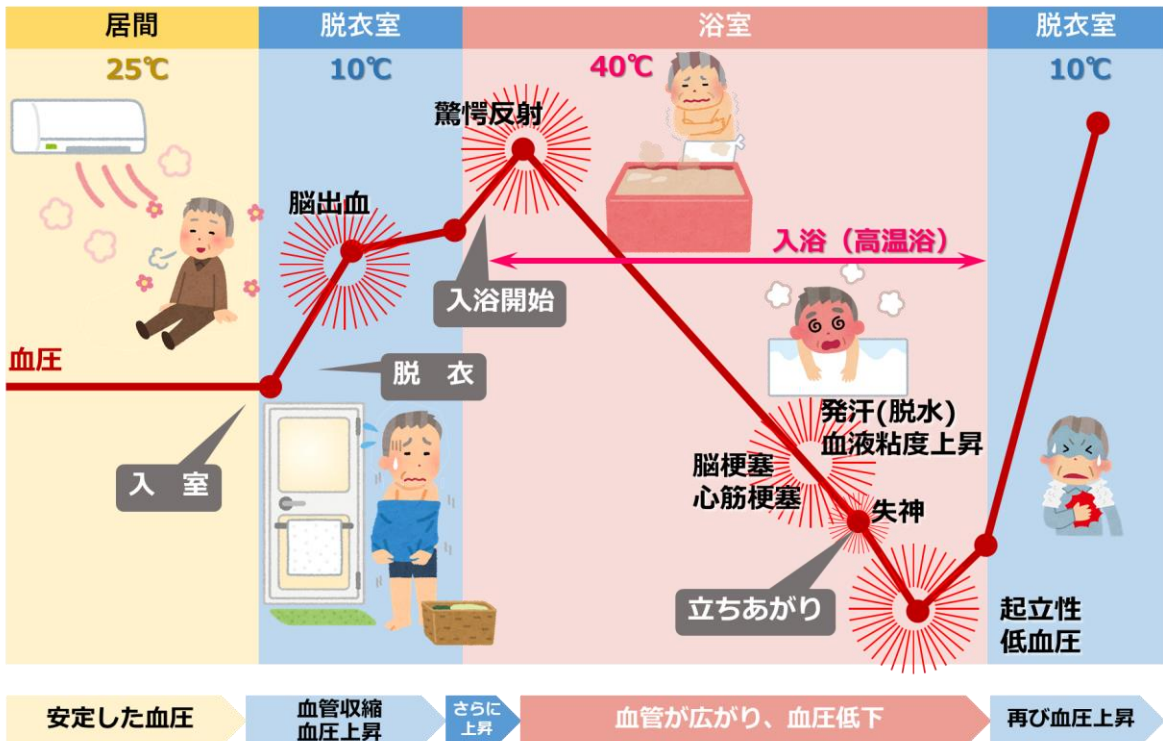 居間
脱衣室
浴室
脱衣室
25℃
10℃
40℃
10℃
驚愕反射
脳出血
入浴（高温浴）
入浴開始
血圧
脱　衣
発汗(脱水)
血液粘度上昇
脳梗塞
心筋梗塞
入　室
失神
立ちあがり
起立性
低血圧
安定した血圧
血管収縮
血圧上昇
さらに
上昇
血管が広がり、血圧低下
再び血圧上昇